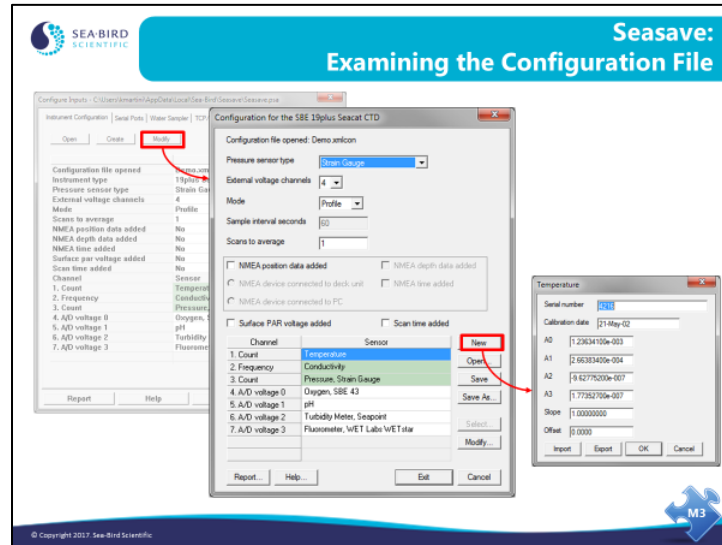 SEA·BIRD
SCIENTIFIC
Seasave:
Examining the Configuration File
Configure Inputs - C:\Users\kmartini\AppData\Local\Sea-Bird\Seasave\Seasave.psa
Instrument Configuration Serial Ports Water Sampler TCP/
Open Create Modify
Configuration file opened Demo.xm
Instrument type 19plus
Pressure sensor type Strain Gau
External voltage channels 4
Mode Profile
Scans to average 1
NMEA position data added No
NMEA depth data added No
NMEA time added No
Surface par voltage added No
Scan time added No
Channel Sensor
1. Count Temperat
2. Frequency Conducti
3. Count Pressure,
4. A/D voltage 0 Oxygen, S
5. A/D voltage 1 pH
6. A/D voltage 2 Turbidity
7. A/D voltage 3 Fluorome
Report Help
Configuration for the SBE 19plus Seacat CTD
Configuration file opened: Demo.xmlcon
Pressure sensor type Strain Gauge
External voltage channels 4
Mode Profile
Sample interval seconds 60
Scans to average 1
NMEA position data added NMEA depth data added
NMEA device connected to deck unit NMEA time added
NMEA device connected to PC
Surface PAR voltage added Scan time added
Channel Sensor New
1. Count Temperature
2. Frequency Conductivity Open...
3. Count Pressure, Strain Gauge Save
4. A/D voltage 0 Oxygen, SBE 43
5. A/D voltage 1 pH Save As...
6. A/D voltage 2 Turbidity Meter, Seapoint
7. A/D voltage 3 Fluorometer, WET Labs WETstar Select...
Modify...
Report... Help... Exit Cancel
Temperature
Serial number 4216
Calibration date 21-May-02
A0 1.23634100e-003
A1 2.66383400e-004
A2 -9.62775200e-007
A3 1.77352700e-007
Slope 1.00000000
Offset 0.0000
Import Export OK Cancel
M3
© Copyright 2017. Sea-Bird Scientific